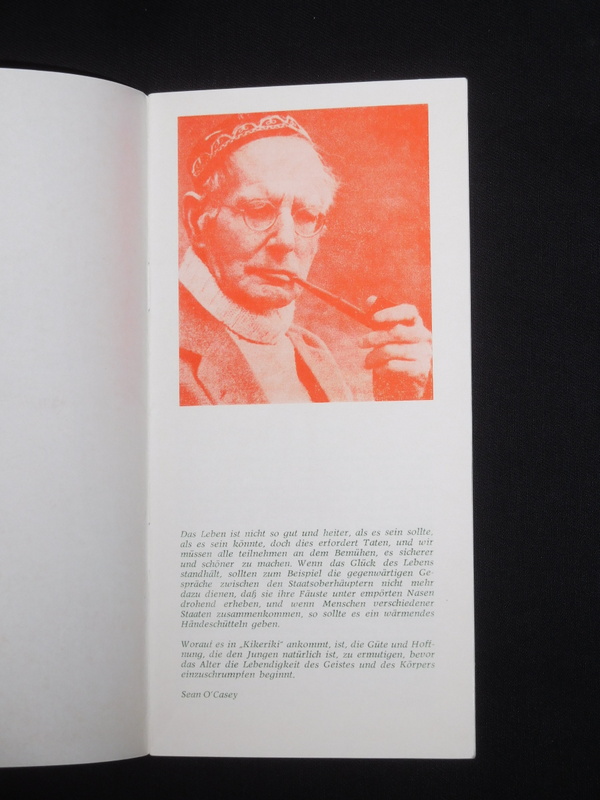 Das Leben ist nicht so gut und heiter, als es sein sollte,
als es sein könnte, doch dies erfordert Taten, und wir
müssen alle teilnehmen an dem Bemühen, es sicherer
und schöner zu machen. Wenn das Glück des Lebens
standhält, sollten zum Beispiel die gegenwärtigen Ge-
spräche zwischen den Staatsoberhäuptern nicht mehr
dazu dienen, daß sie ihre Fäuste unter empörten Nasen
drohend erheben, und wenn Menschen verschiedener
Staaten zusammenkommen, so sollte es ein wärmendes
Händeschütteln geben.
Worauf es in „Kikeriki“ ankommt, ist, die Güte und Hoff-
nung, die den Jungen natürlich ist, zu ermutigen, bevor
das Alter die Lebendigkeit des Geistes und des Körpers
einzuschrumpfen beginnt.
Sean O'Casey